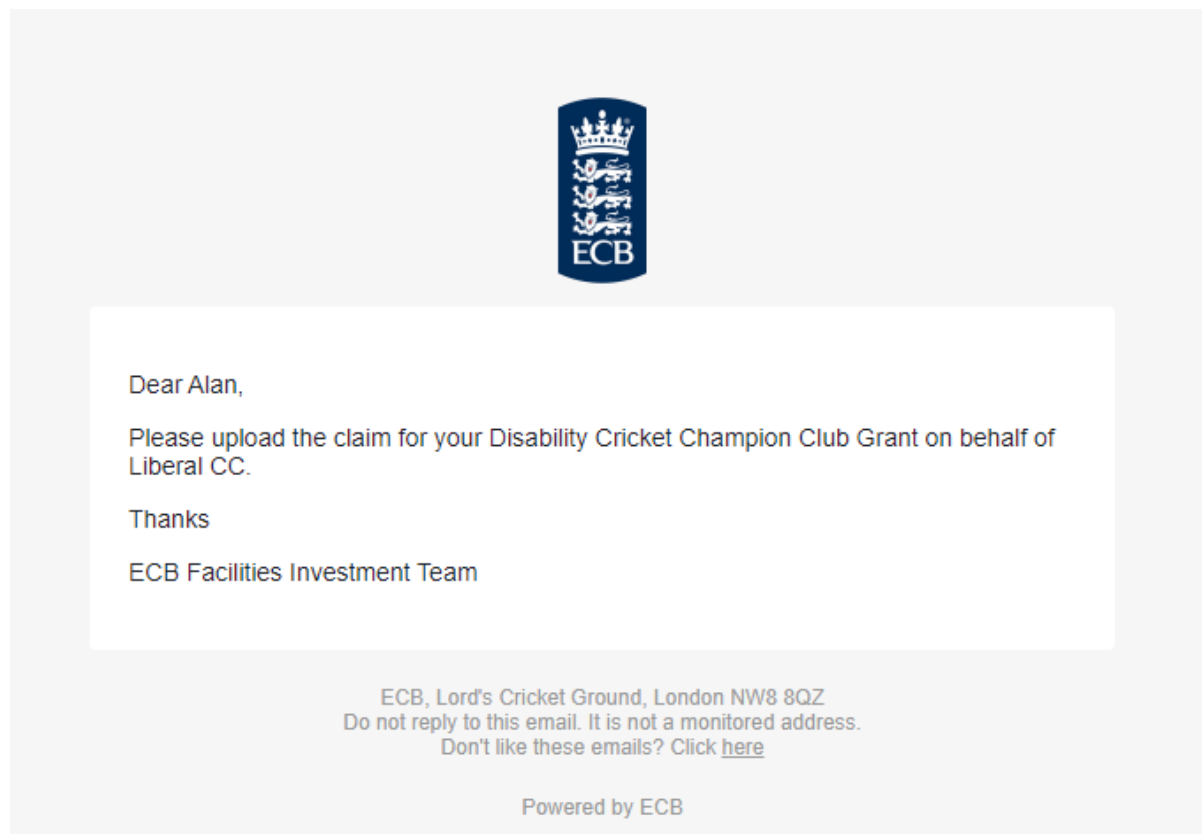 ECB
Dear Alan,
Please upload the claim for your Disability Cricket Champion Club Grant on behalf of
Liberal CC.
Thanks
ECB Facilities Investment Team
ECB, Lord's Cricket Ground, London NW8 8QZ
Do not reply to this email. It is not a monitored address.
Don't like these emails? Click here
Powered by ECB